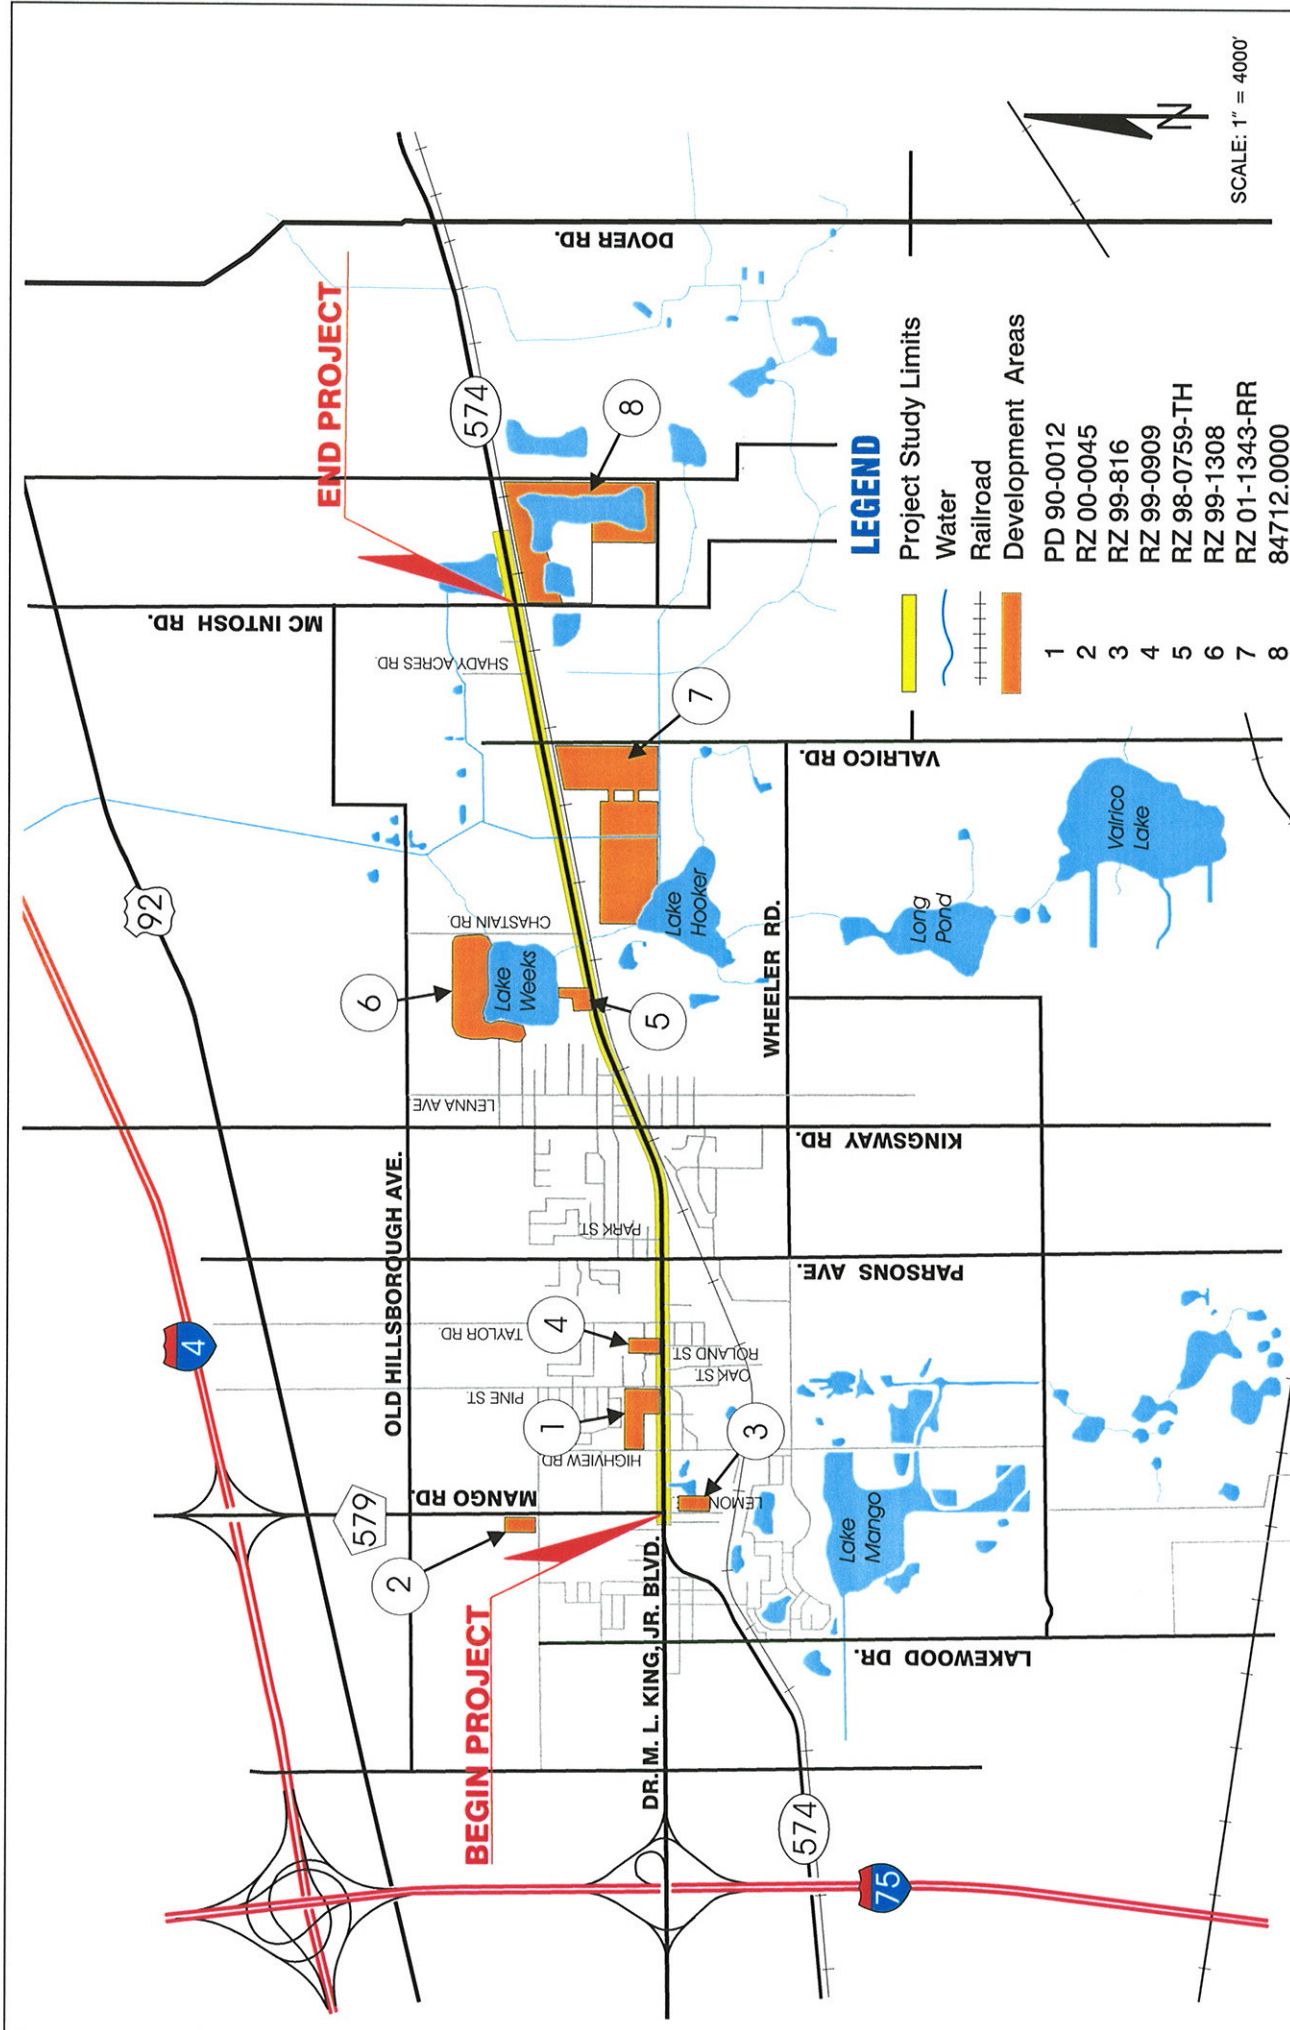 END PROJECT
BEGIN PROJECT
4
92
75
579
574
574
OLD HILLSBOROUGH AVE.
DR. M. L. KING, JR. BLVD.
WHEELER RD.
MANGO RD.
LAKEWOOD DR.
PARSONS AVE.
KINGSWAY RD.
VALRICO RD.
MC INTOSH RD.
DOVER RD.
HIGHVIEW RD.
PINE ST.
TAYLOR RD.
LEMON
OAK ST.
ROLAND ST.
PARK ST.
LENNA AVE.
CHASTAIN RD.
SHADY ACRES RD.
Lake
Mango
Lake
Weeks
Lake
Hooker
Long
Pond
Valrico
Lake
1
2
3
4
5
6
7
8
LEGEND
Project Study Limits
Water
Railroad
Development Areas
1 PD 90-0012
2 RZ 00-0045
3 RZ 99-816
4 RZ 99-0909
5 RZ 98-0759-TH
6 RZ 99-1308
7 RZ 01-1343-RR
8 84712.0000
N
SCALE: 1" = 4000'